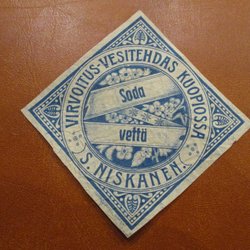 VIRVOITUS-VESITEHDAS KUOPIOSSA
Soda
vettä
S. NISKANEN.